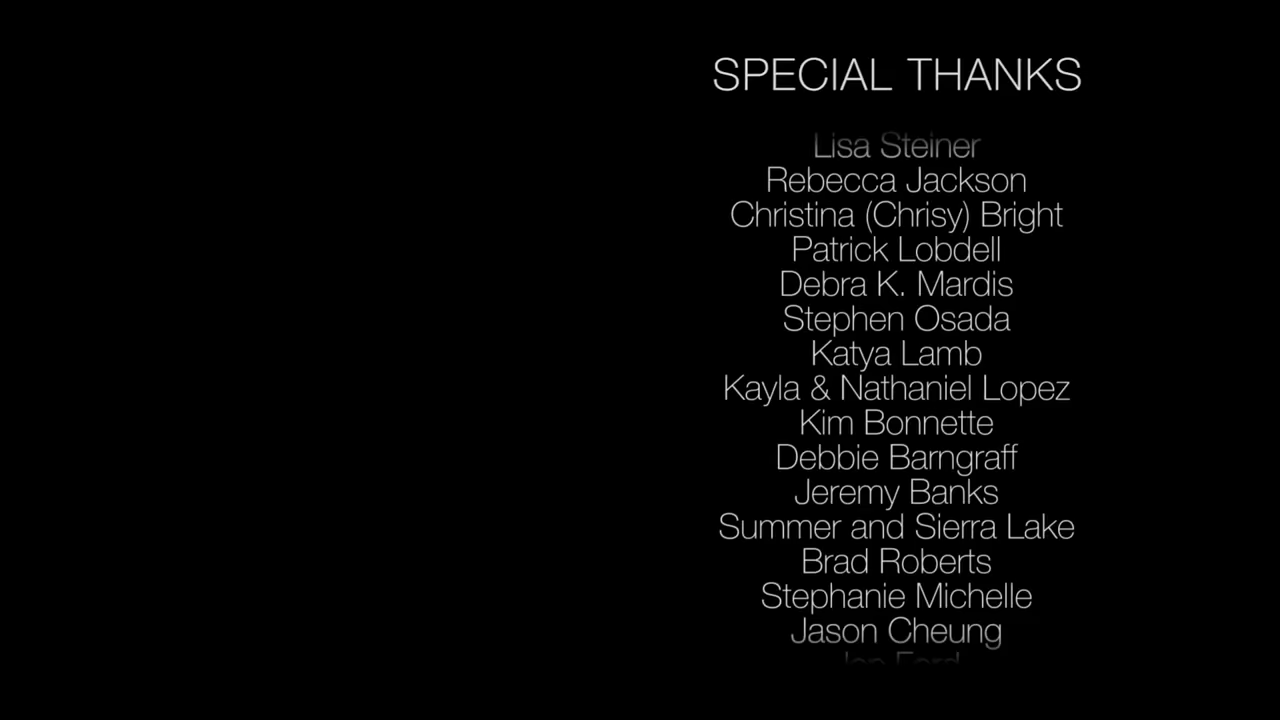 SPECIAL THANKS
Lisa Steiner
Rebecca Jackson
Christina (Chrisy) Bright
Patrick Lobdell
Debra K. Mardis
Stephen Osada
Katya Lamb
Kayla & Nathaniel Lopez
Kim Bonnette
Debbie Barngraff
Jeremy Banks
Summer and Sierra Lake
Brad Roberts
Stephanie Michelle
Jason Cheung